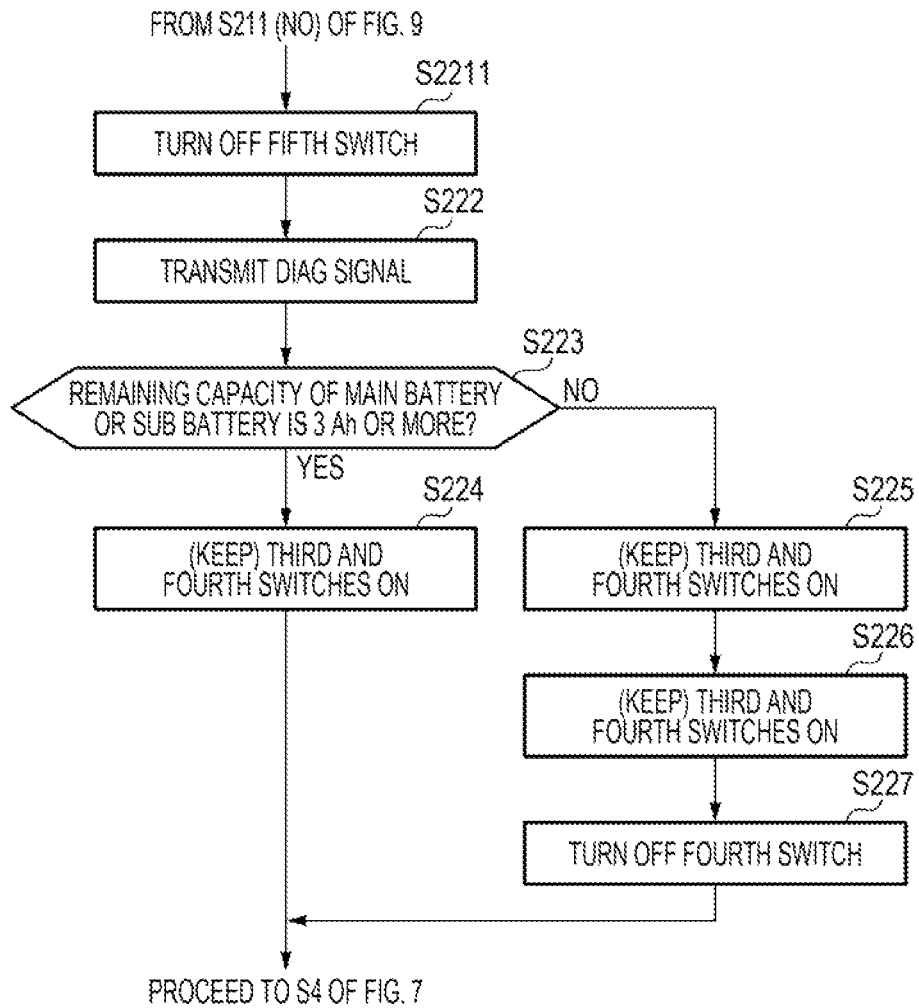 FROM S211 (NO) OF FIG. 9
S2211
TURN OFF FIFTH SWITCH
S222
TRANSMIT DIAG SIGNAL
S223
REMAINING CAPACITY OF MAIN BATTERY
OR SUB BATTERY IS 3 Ah OR MORE?
NO
YES
S224
(KEEP) THIRD AND
FOURTH SWITCHES ON
S225
(KEEP) THIRD AND
FOURTH SWITCHES ON
S226
(KEEP) THIRD AND
FOURTH SWITCHES ON
S227
TURN OFF FOURTH SWITCH
PROCEED TO S4 OF FIG. 7